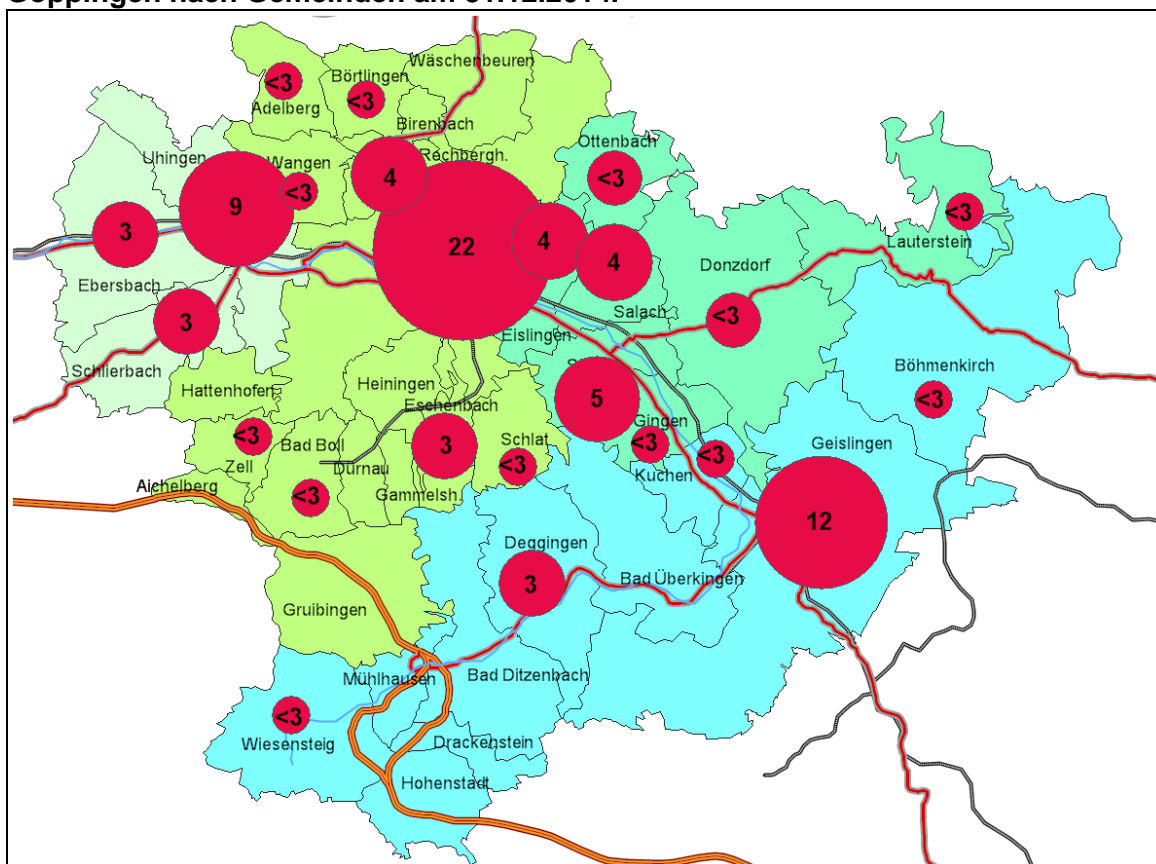 Göppingen nach Gemeinden am 31.12.2014:
Wäschenbeuren
Börtlingen
<3
<3
Adelberg
Birenbach
Ottenbach
Uhingen
Rechbergh.
Wangen
4
<3
<3
9
<3
3
4
22
4
Lauterstein
Donzdorf
Ebersbach
Salach
<3
3
Eislingen
Schlierbach
Böhmenkirch
Heiningen
Hattenhofen
5
<3
Eschenbach
Gingen
<3
Bad Boll
3
Schlat
<3
Geislingen
Zell
Dürnau
<3
<3
Kuchen
Aichelberg
Gammelsh.
<3
12
Deggingen
3
Bad Überkingen
Gruibingen
Mühlhausen
Bad Ditzenbach
<3
Wiesensteig
Drackenstein
Hohenstadt